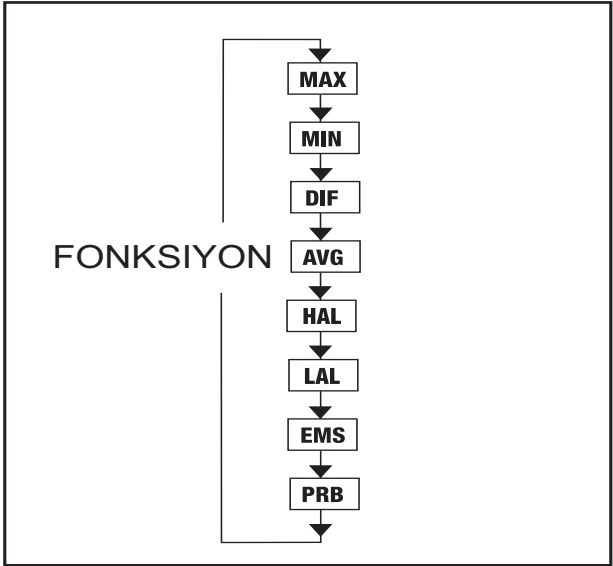 MAX
MIN
DIF
FONKSIYON
AVG
HAL
LAL
EMS
PRB